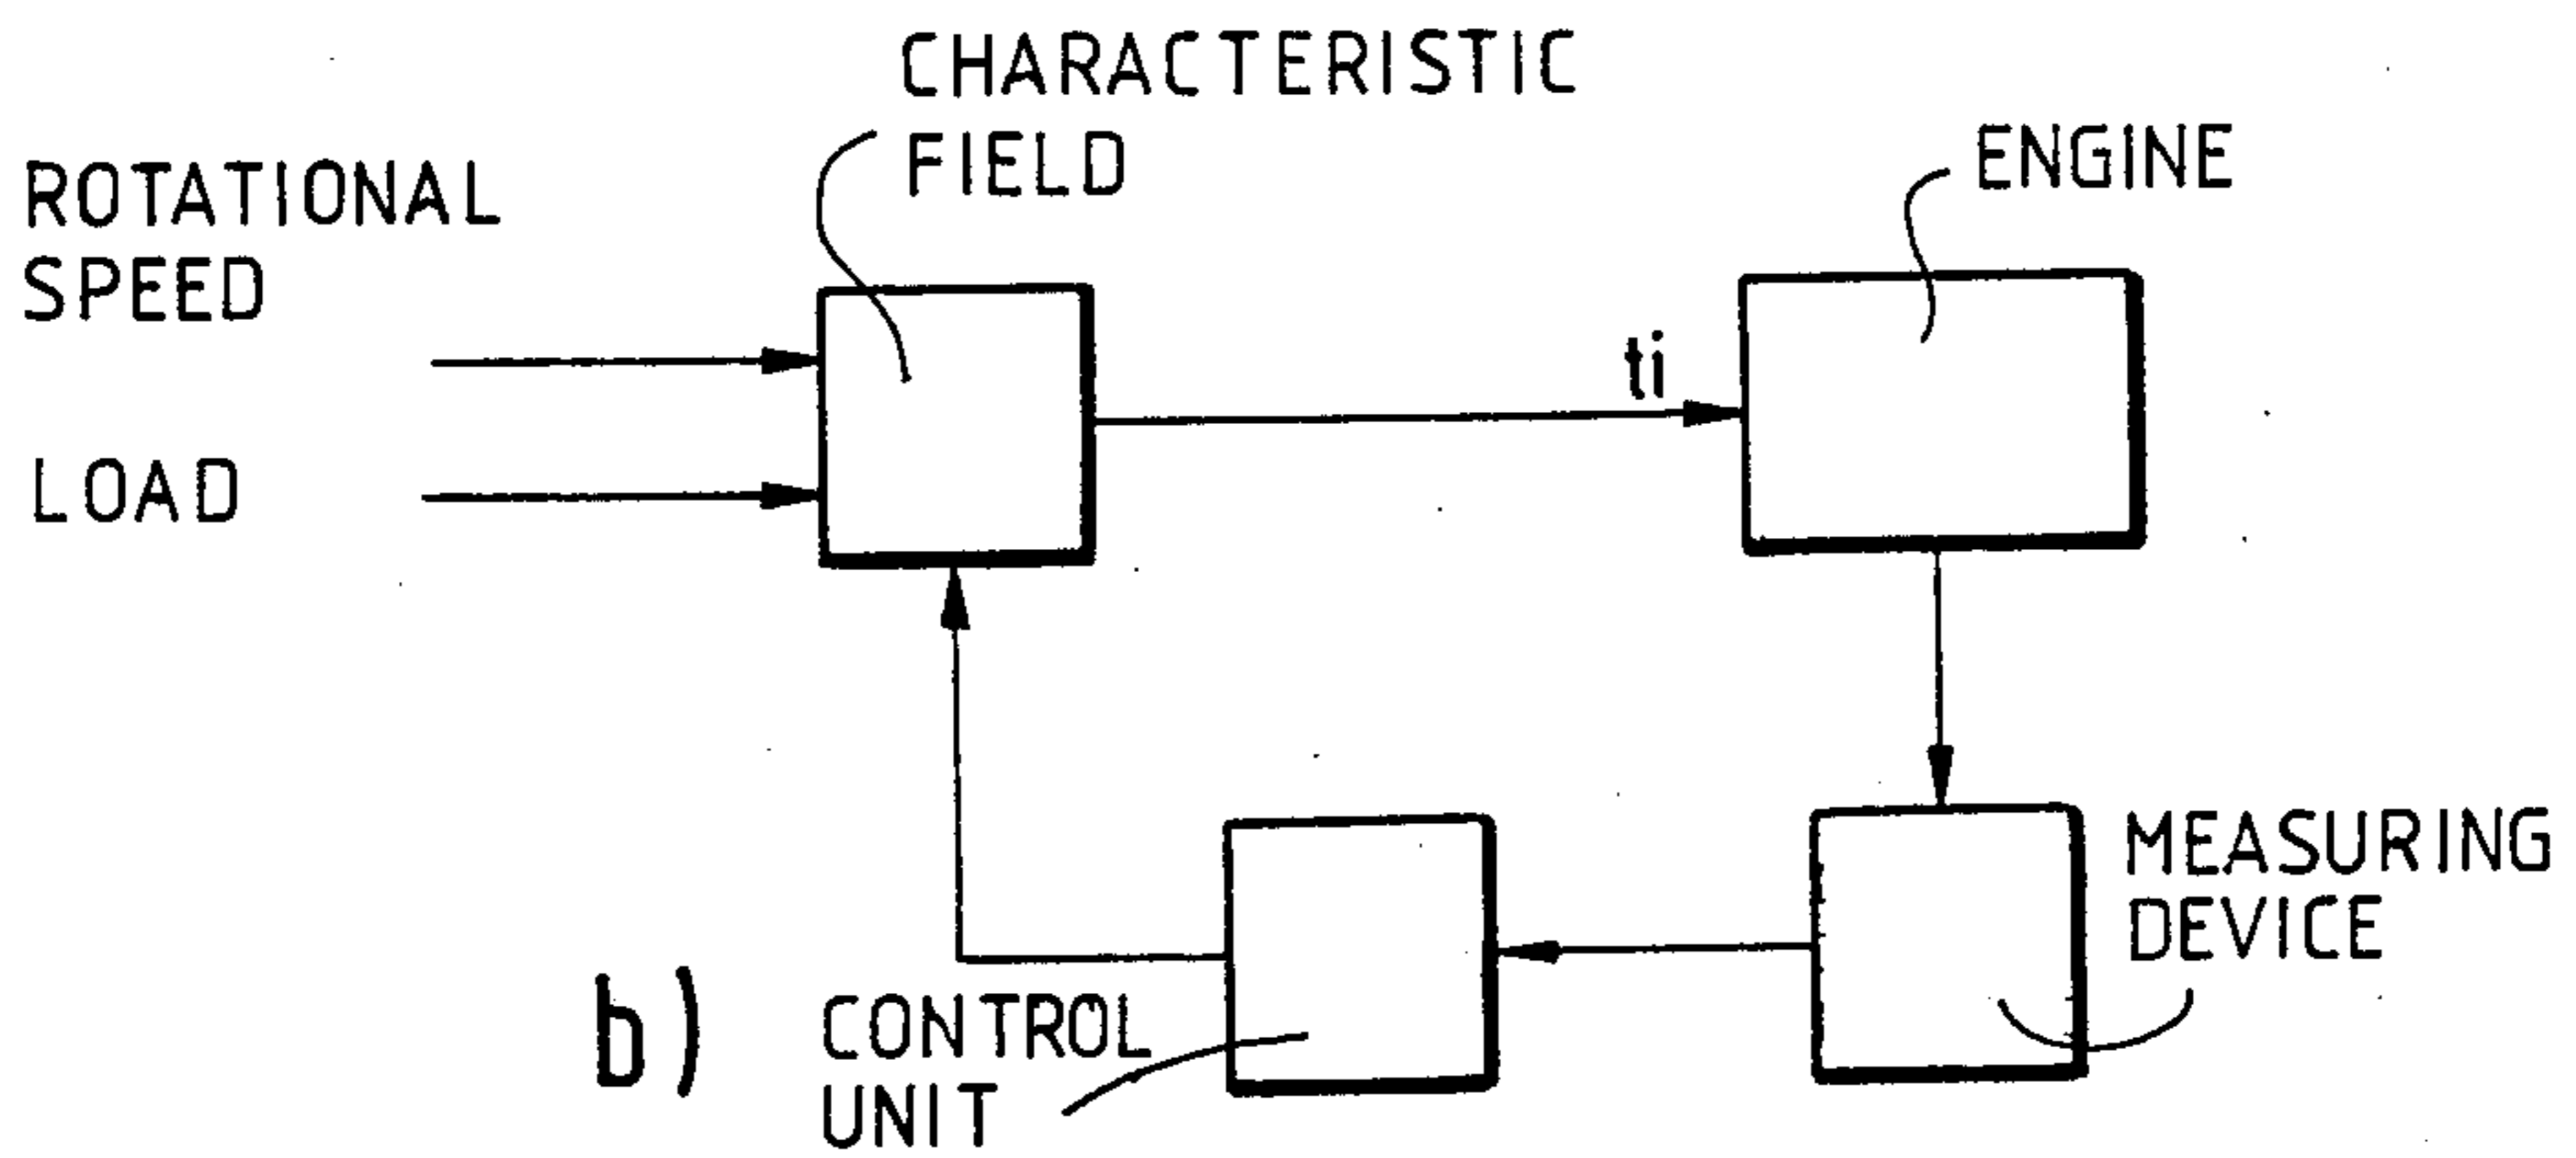 CHARACTERISTIC
FIELD
ENGINE
ROTATIONAL
SPEED
ti
LOAD
MEASURING
DEVICE
b)
CONTROL
UNIT